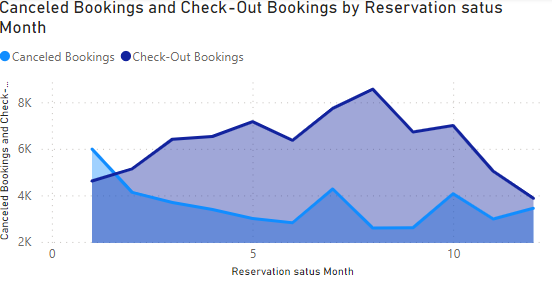 Canceled Bookings and Check-Out Bookings by Reservation satus
Month
Canceled Bookings Check-Out Bookings
Canceled Bookings and Check-...
8K
6K
4K
2K
0 5 10
Reservation satus Month